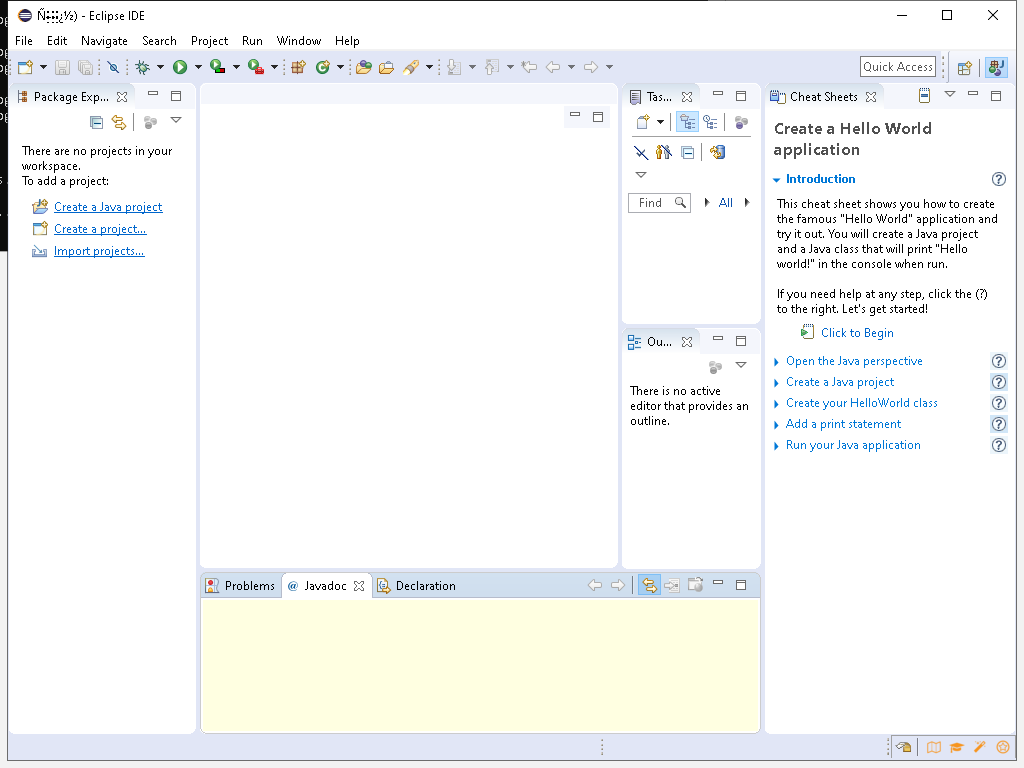 - Eclipse IDE
File Edit Navigate Search Project Run Window Help
Quick Access
Package Exp...
There are no projects in your
workspace.
To add a project:
Create a Java project
Create a project...
Import projects...
Tas...
Find
All
Ou...
There is no active
editor that provides an
outline.
Cheat Sheets
Create a Hello World
application
Introduction
This cheat sheet shows you how to create
the famous "Hello World" application and
try it out. You will create a Java project
and a Java class that will print "Hello
world!" in the console when run.
If you need help at any step, click the (?)
to the right. Let's get started!
Click to Begin
Open the Java perspective
Create a Java project
Create your HelloWorld class
Add a print statement
Run your Java application
Problems @ Javadoc Declaration